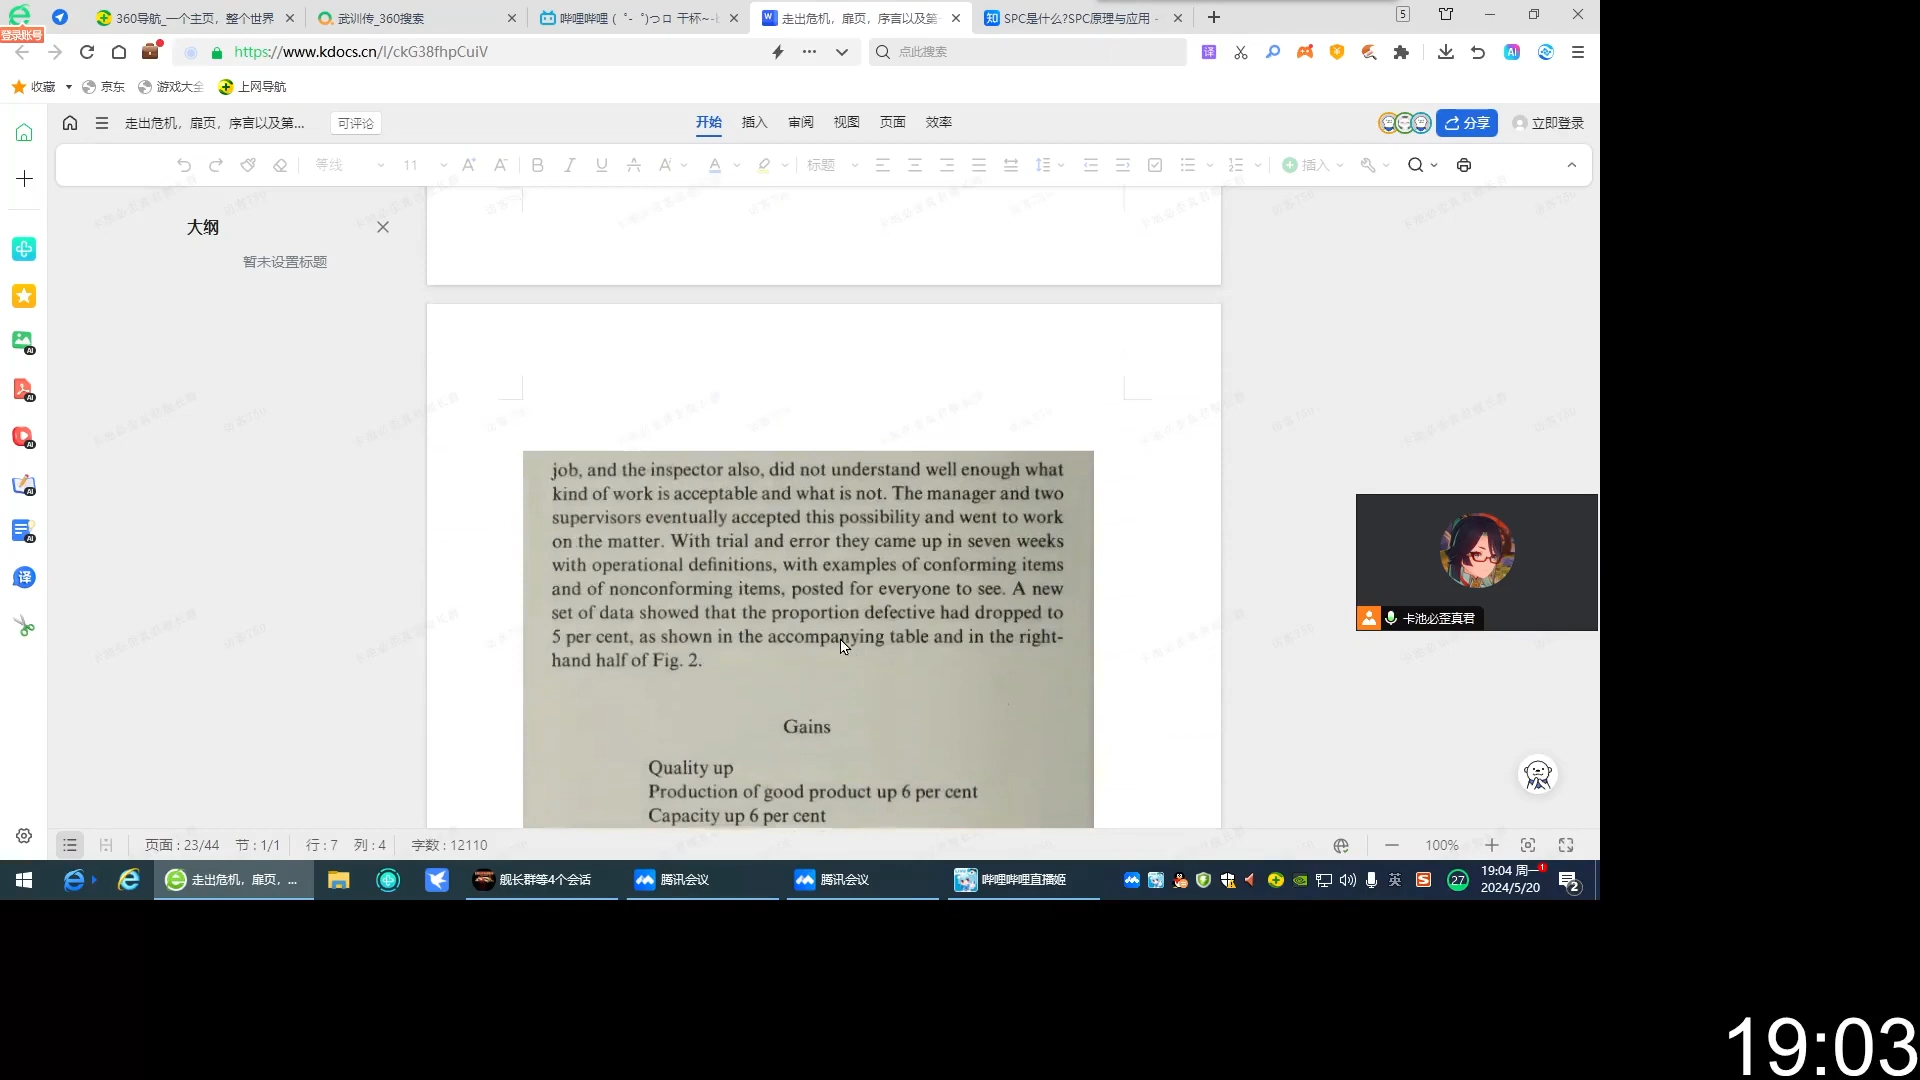 登录账号
360导航_一个主页，整个世界
武训传_360搜索
哔哩哔哩 ( ゜- ゜)つロ 干杯~-b
走出危机，扉页，序言以及第一
SPC是什么?SPC原理与应用 -
5
https://www.kdocs.cn/l/ckG38fhpCuiV
点此搜索
收藏
京东
游戏大全
上网导航
走出危机，扉页，序言以及第...
可评论
开始
插入
审阅
视图
页面
效率
分享
立即登录
等线
11
标题
插入
大纲
暂未设置标题
job, and the inspector also, did not understand well enough what
kind of work is acceptable and what is not. The manager and two
supervisors eventually accepted this possibility and went to work
on the matter. With trial and error they came up in seven weeks
with operational definitions, with examples of conforming items
and of nonconforming items, posted for everyone to see. A new
set of data showed that the proportion defective had dropped to
5 per cent, as shown in the accompanying table and in the right-
hand half of Fig. 2.
Gains
Quality up
Production of good product up 6 per cent
Capacity up 6 per cent
卡池必歪真君
页面 : 23/44
节 : 1/1
行 : 7
列 : 4
字数 : 12110
100%
走出危机，扉页，...
舰长群等4个会话
腾讯会议
腾讯会议
哔哩哔哩直播姬
英
27
19:04 周一
2024/5/20
2
19:03